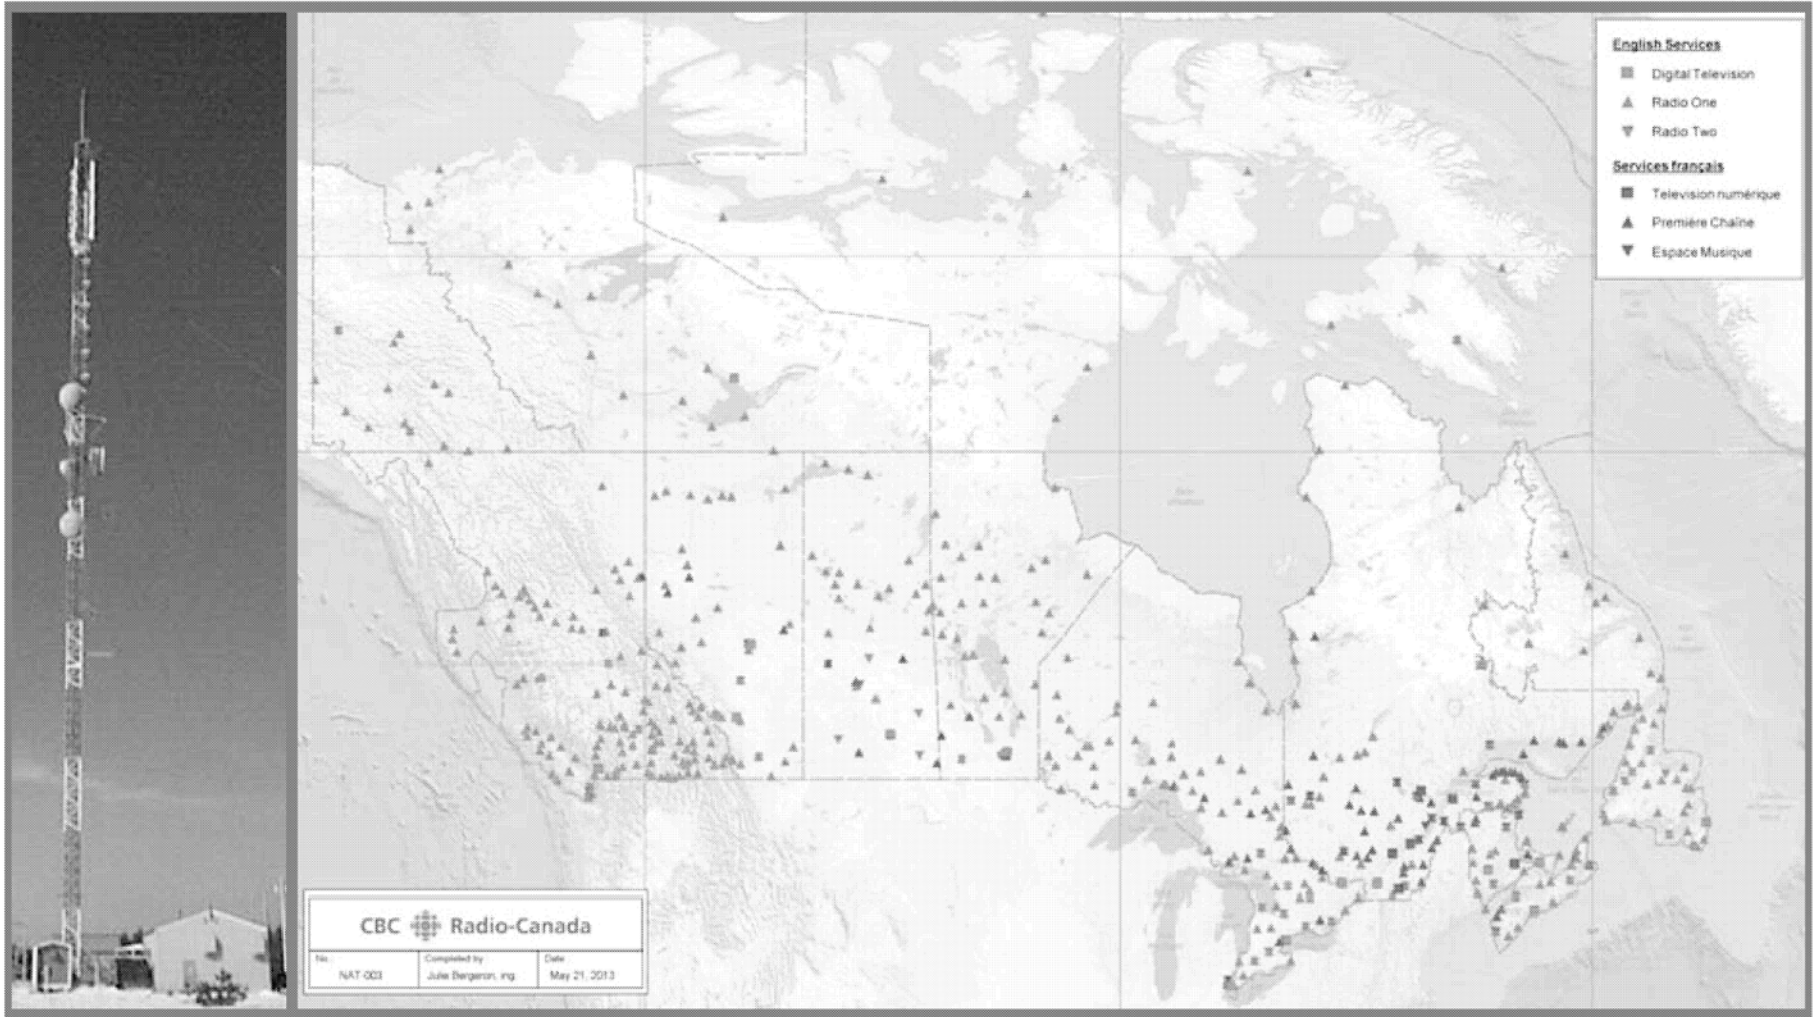 English Services
Digital Television
Radio One
Radio Two
Services français
Television numérique
Première Chaîne
Espace Musique
CBC Radio-Canada
No.: Completed by Date
NAT-003 Julie Bergeron, ing. May 21, 2013